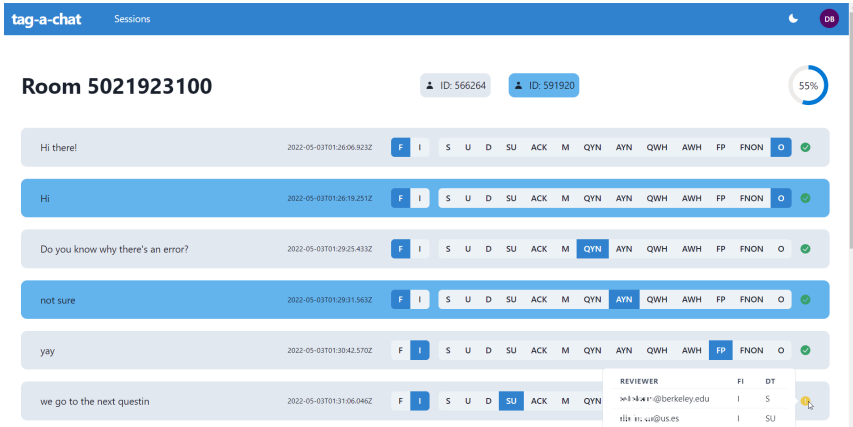 tag-a-chat Sessions DB
Room 5021923100 ID: 566264 ID: 591920 55%
Hi there! 2022-05-03T01:26:06.923Z F I S U D SU ACK M QYN AYN QWH AWH FP FNON O
Hi 2022-05-03T01:26:19.251Z F I S U D SU ACK M QYN AYN QWH AWH FP FNON O
Do you know why there's an error? 2022-05-03T01:29:25.433Z F I S U D SU ACK M QYN AYN QWH AWH FP FNON O
not sure 2022-05-03T01:29:31.563Z F I S U D SU ACK M QYN AYN QWH AWH FP FNON O
yay 2022-05-03T01:30:42.570Z F I S U D SU ACK M QYN AYN QWH AWH FP FNON O
we go to the next questin 2022-05-03T01:31:06.046Z F I S U D SU ACK M QYN
REVIEWER FI DT
@berkeley.edu I S
@us.es I SU